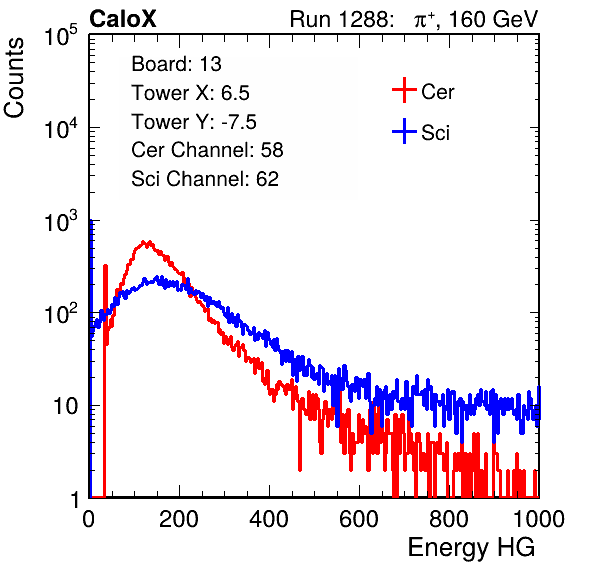 CaloX Run 1288: π⁺, 160 GeV
Counts
10⁵
10⁴
10³
10²
10
1
Board: 13
Tower X: 6.5
Tower Y: -7.5
Cer Channel: 58
Sci Channel: 62
Cer
Sci
0 200 400 600 800 1000
Energy HG